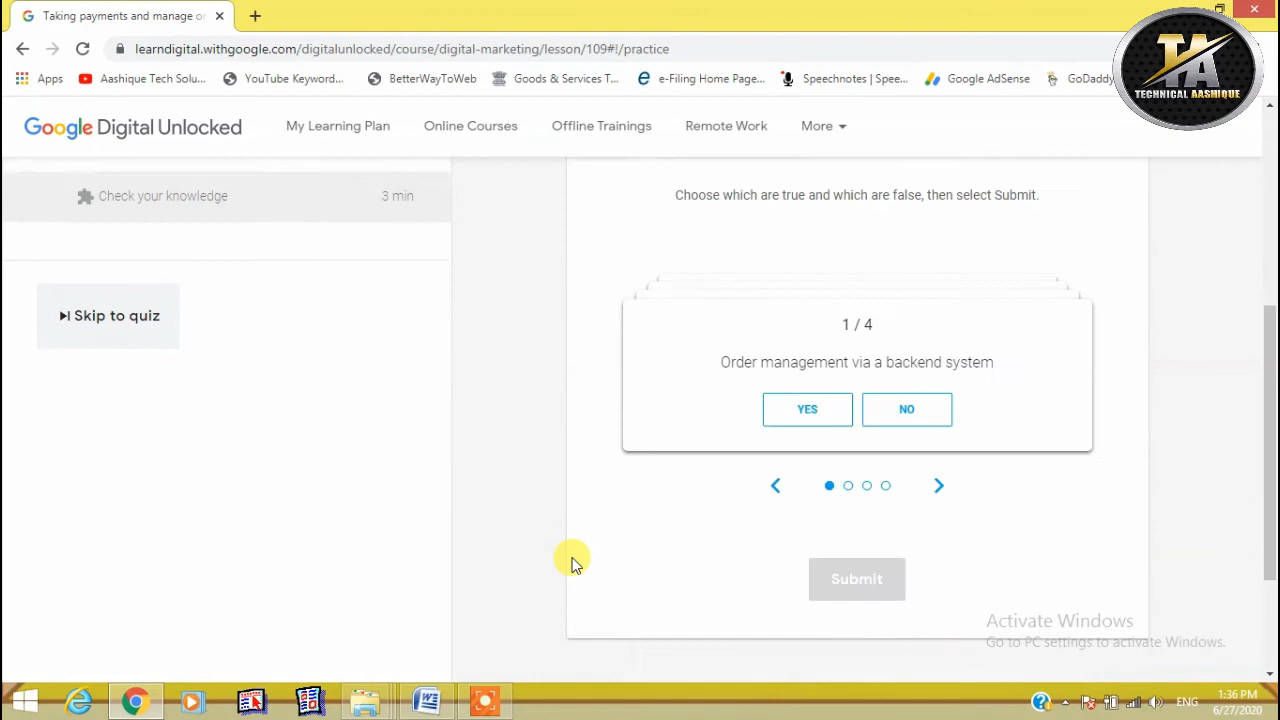 Taking payments and manage or
learndigital.withgoogle.com/digitalunlocked/course/digital-marketing/lesson/109#!/practice
Apps
Aashique Tech Solu...
YouTube Keyword...
BetterWayToWeb
Goods & Services T...
e-Filing Home Page...
Speechnotes | Spee...
Google AdSense
GoDaddy
TA
TECHNICAL AASHIQUE
Google Digital Unlocked
My Learning Plan
Online Courses
Offline Trainings
Remote Work
More
Check your knowledge
3 min
Choose which are true and which are false, then select Submit.
Skip to quiz
1 / 4
Order management via a backend system
YES
NO
Submit
Activate Windows
Go to PC settings to activate Windows.
ENG
1:36 PM
6/27/2020